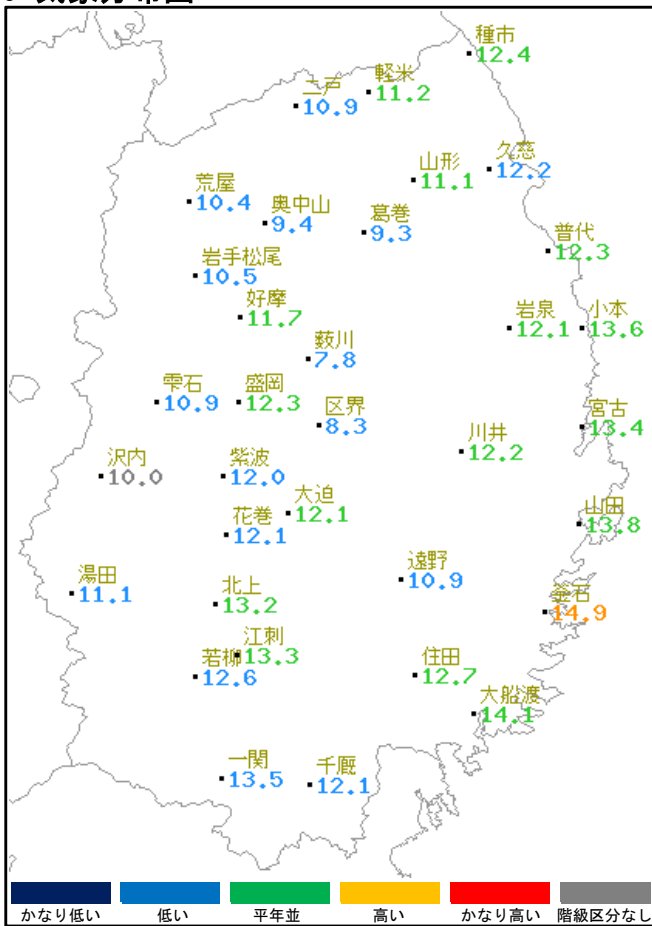 種市
12.4
軽米
11.2
二戸
10.9
久慈
12.2
山形
11.1
荒屋
10.4
奥中山
9.4
葛巻
9.3
普代
12.3
岩手松尾
10.5
好摩
11.7
岩泉
12.1
小本
13.6
薮川
7.8
雫石
10.9
盛岡
12.3
区界
8.3
宮古
13.4
川井
12.2
沢内
10.0
紫波
12.0
大迫
12.1
花巻
12.1
山田
13.8
湯田
11.1
遠野
10.9
北上
13.2
釜石
14.9
江刺
13.3
若柳
12.6
住田
12.7
大船渡
14.1
一関
13.5
千厩
12.1
かなり低い
低い
平年並
高い
かなり高い
階級区分なし